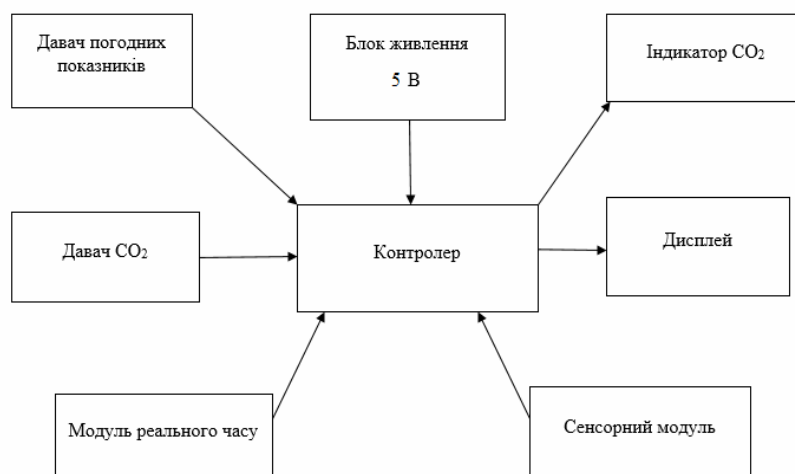 Давач погодних
показників
Блок живлення
5 В
Індикатор CO₂
Давач CO₂
Контролер
Дисплей
Модуль реального часу
Сенсорний модуль